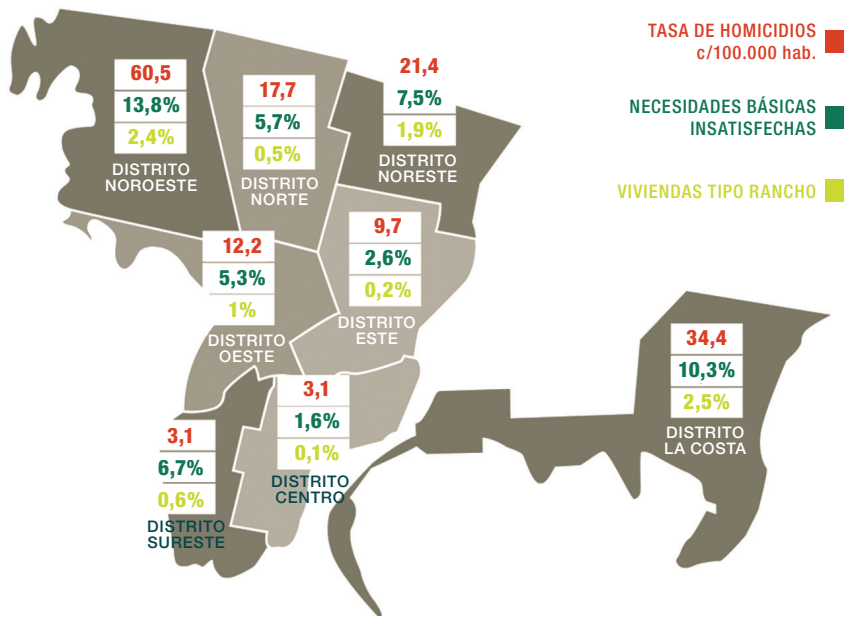 TASA DE HOMICIDIOS
c/100.000 hab.
NECESIDADES BÁSICAS
INSATISFECHAS
VIVIENDAS TIPO RANCHO
60,5
13,8%
2,4%
DISTRITO
NOROESTE
17,7
5,7%
0,5%
DISTRITO
NORTE
21,4
7,5%
1,9%
DISTRITO
NORESTE
12,2
5,3%
1%
DISTRITO
OESTE
9,7
2,6%
0,2%
DISTRITO
ESTE
34,4
10,3%
2,5%
DISTRITO
LA COSTA
3,1
1,6%
0,1%
DISTRITO
CENTRO
3,1
6,7%
0,6%
DISTRITO
SURESTE